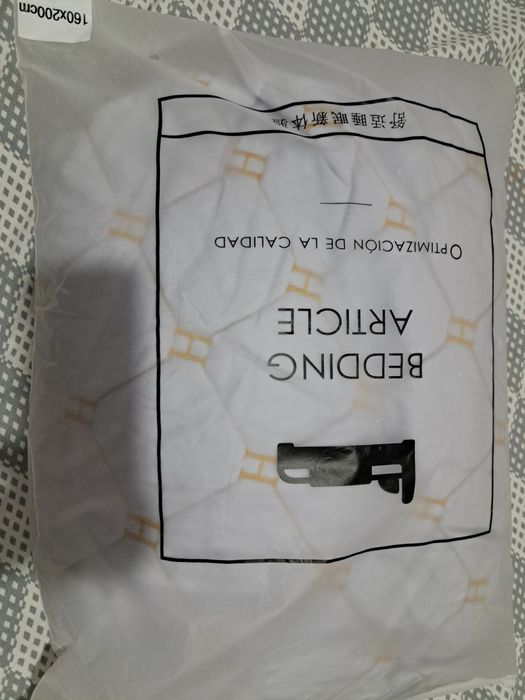 BEDDING
ARTICLE
OPTIMIZACIÓN DE LA CALIDAD
舒适睡眠新体验
160x200cm
H
H
H
H
H
H
H
H
H
H
H